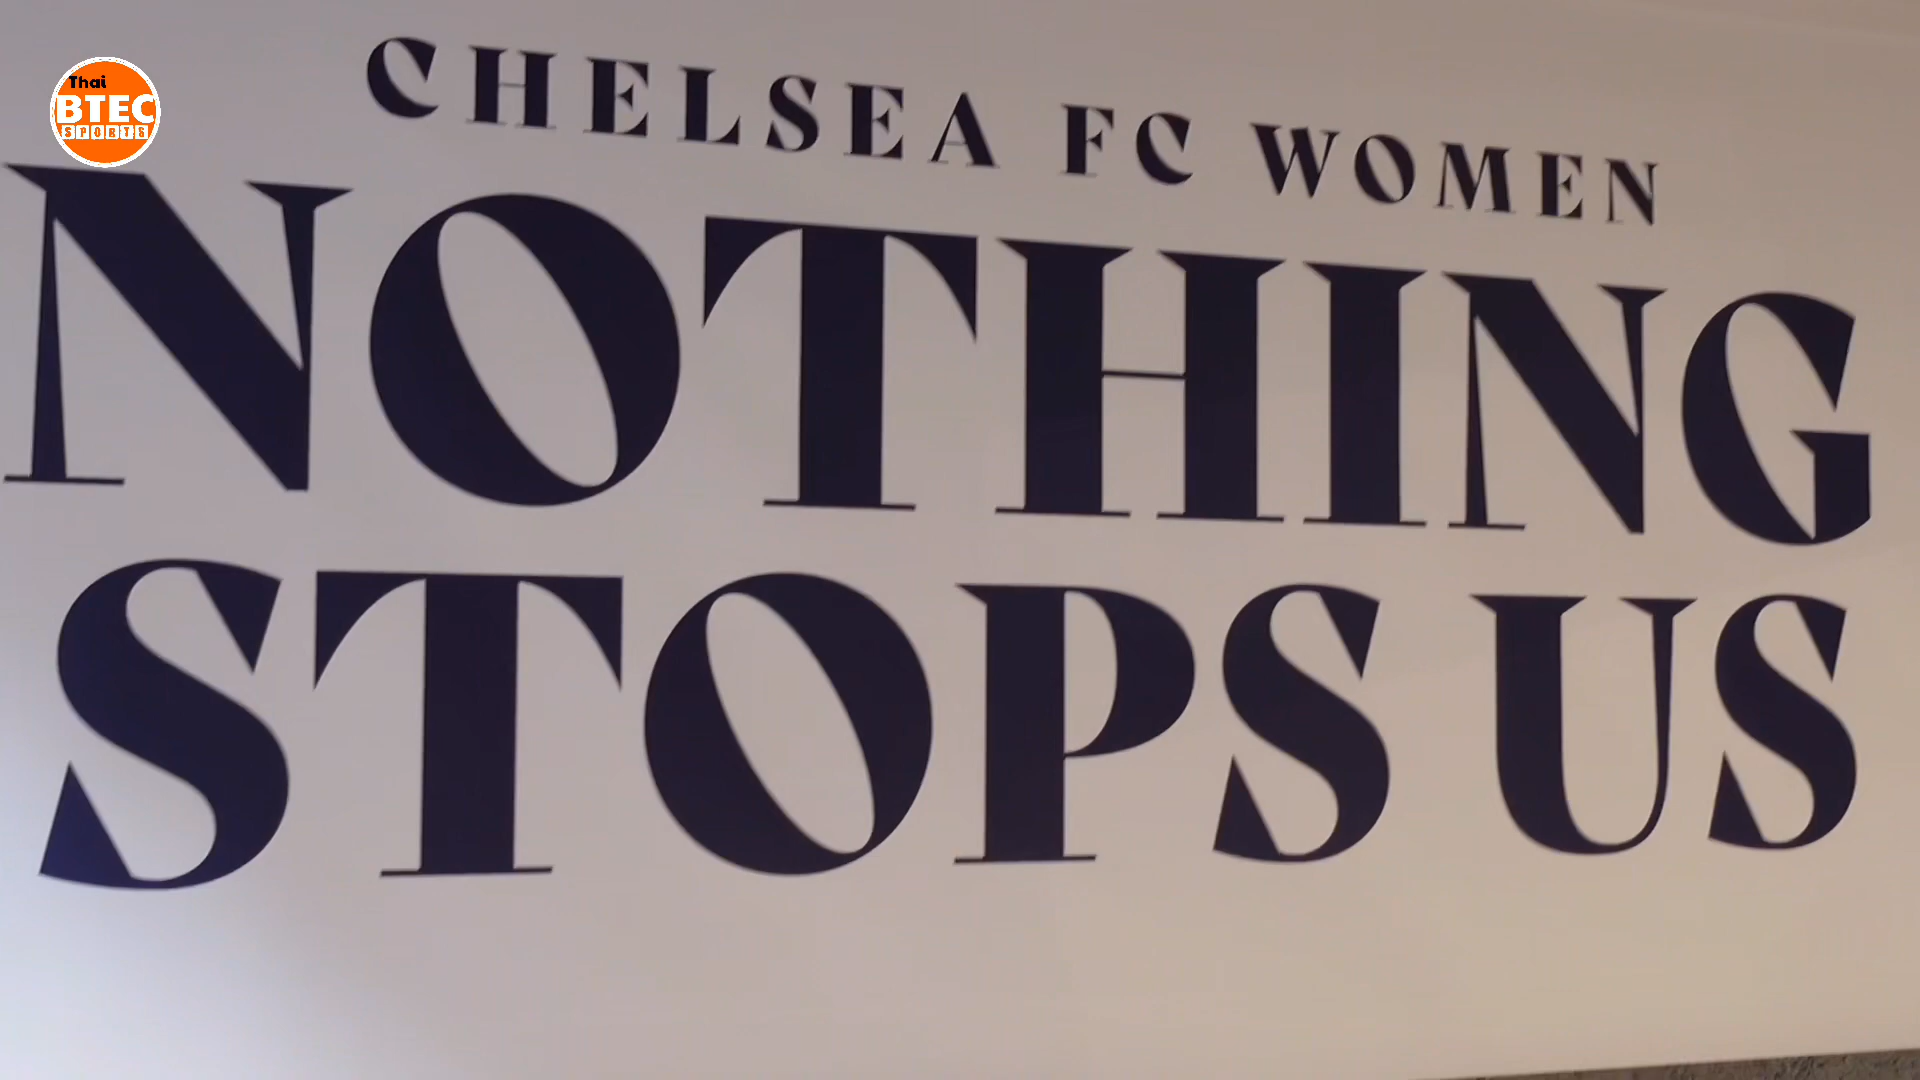 Thai
BTEC
SPORTS
CHELSEA FC WOMEN
NOTHING
STOPS US